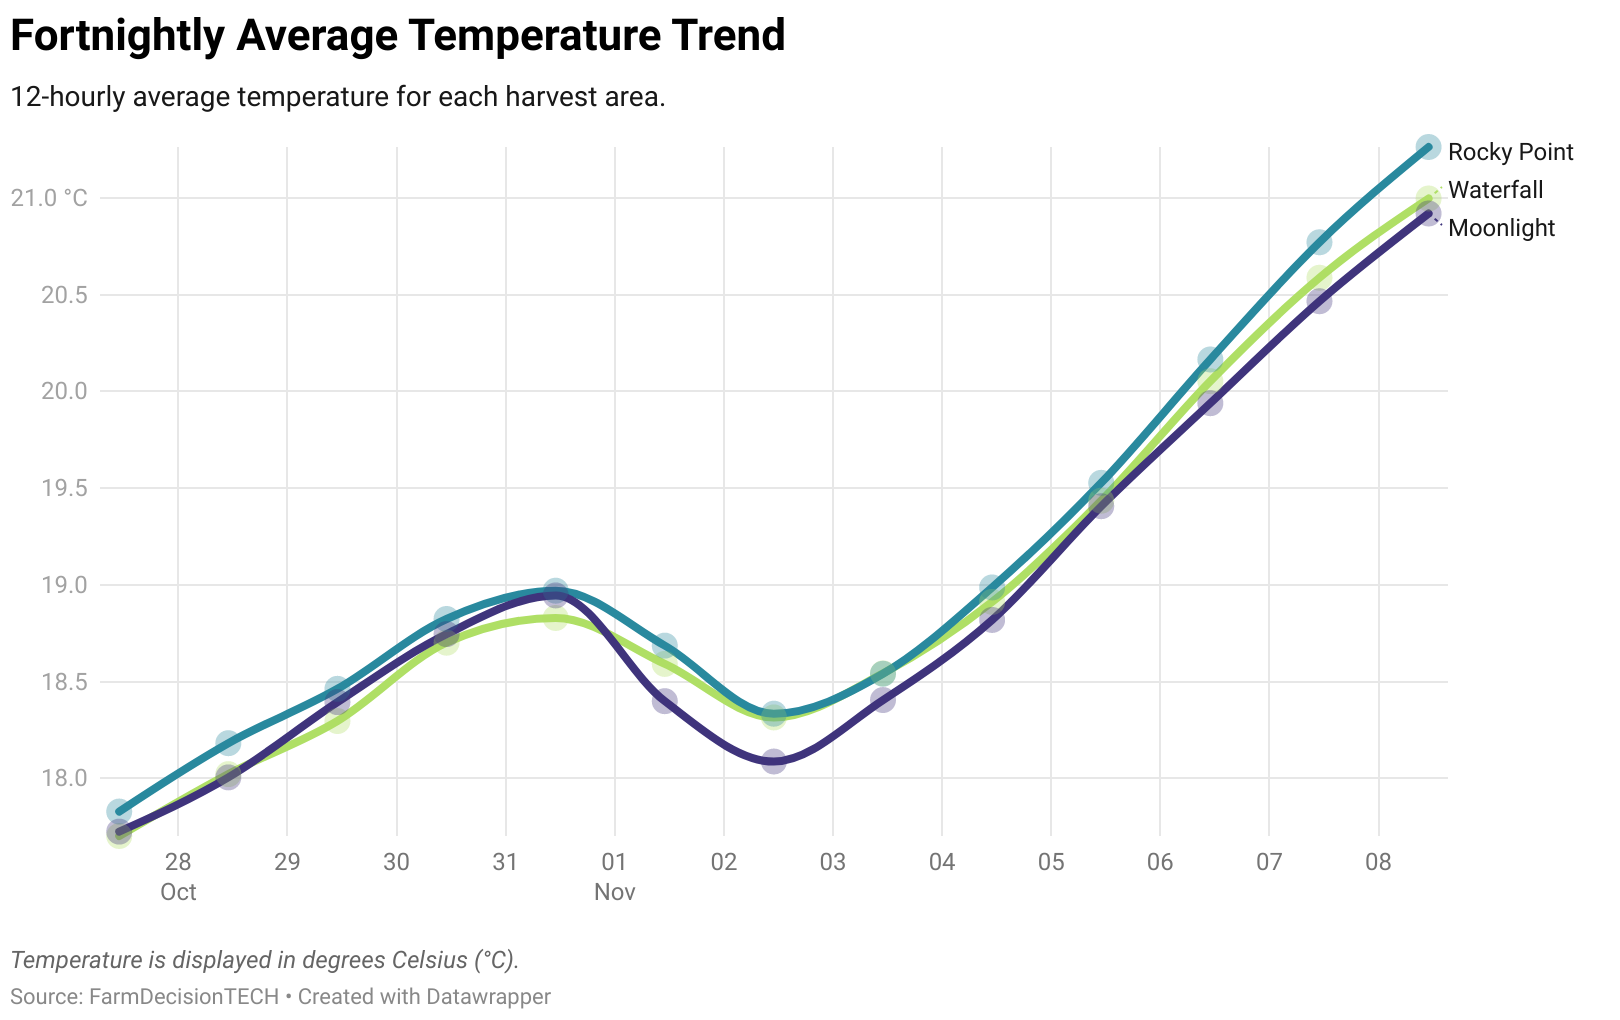 Fortnightly Average Temperature Trend
12-hourly average temperature for each harvest area.
Rocky Point
21.0 °C
Waterfall
Moonlight
20.5
20.0
19.5
19.0
18.5
18.0
28 29 30 31 01 02 03 04 05 06 07 08
Oct Nov
Temperature is displayed in degrees Celsius (°C).
Source: FarmDecisionTECH • Created with Datawrapper